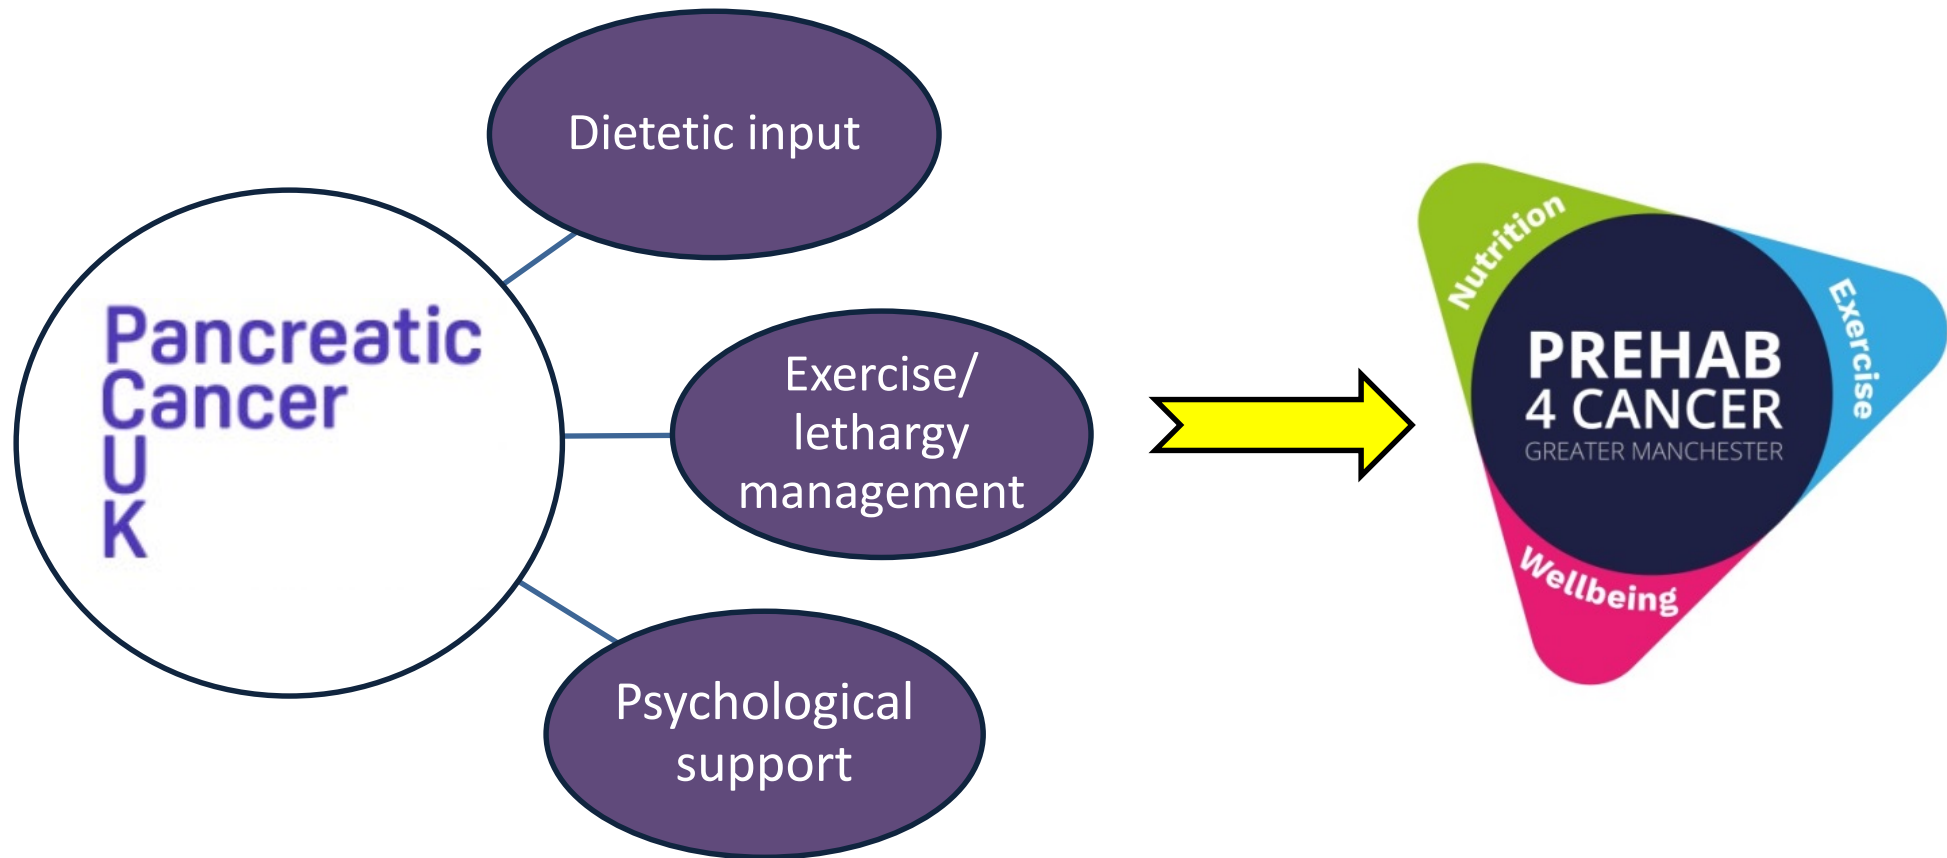 Dietetic input
Pancreatic
Cancer
U
K
Exercise/
lethargy
management
Psychological
support
Nutrition
Exercise
PREHAB
4 CANCER
GREATER MANCHESTER
Wellbeing